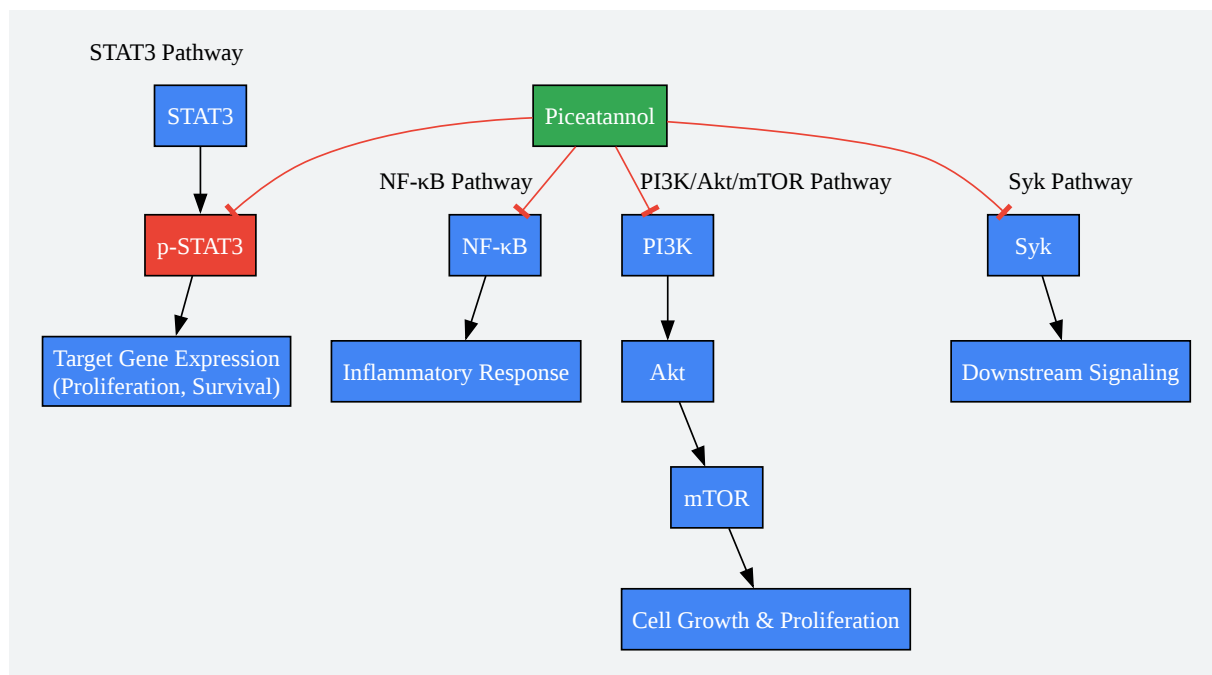 STAT3 Pathway
STAT3
Piceatannol
NF-κB Pathway
PI3K/Akt/mTOR Pathway
Syk Pathway
p-STAT3
NF-κB
PI3K
Syk
Target Gene Expression
(Proliferation, Survival)
Inflammatory Response
Akt
Downstream Signaling
mTOR
Cell Growth & Proliferation